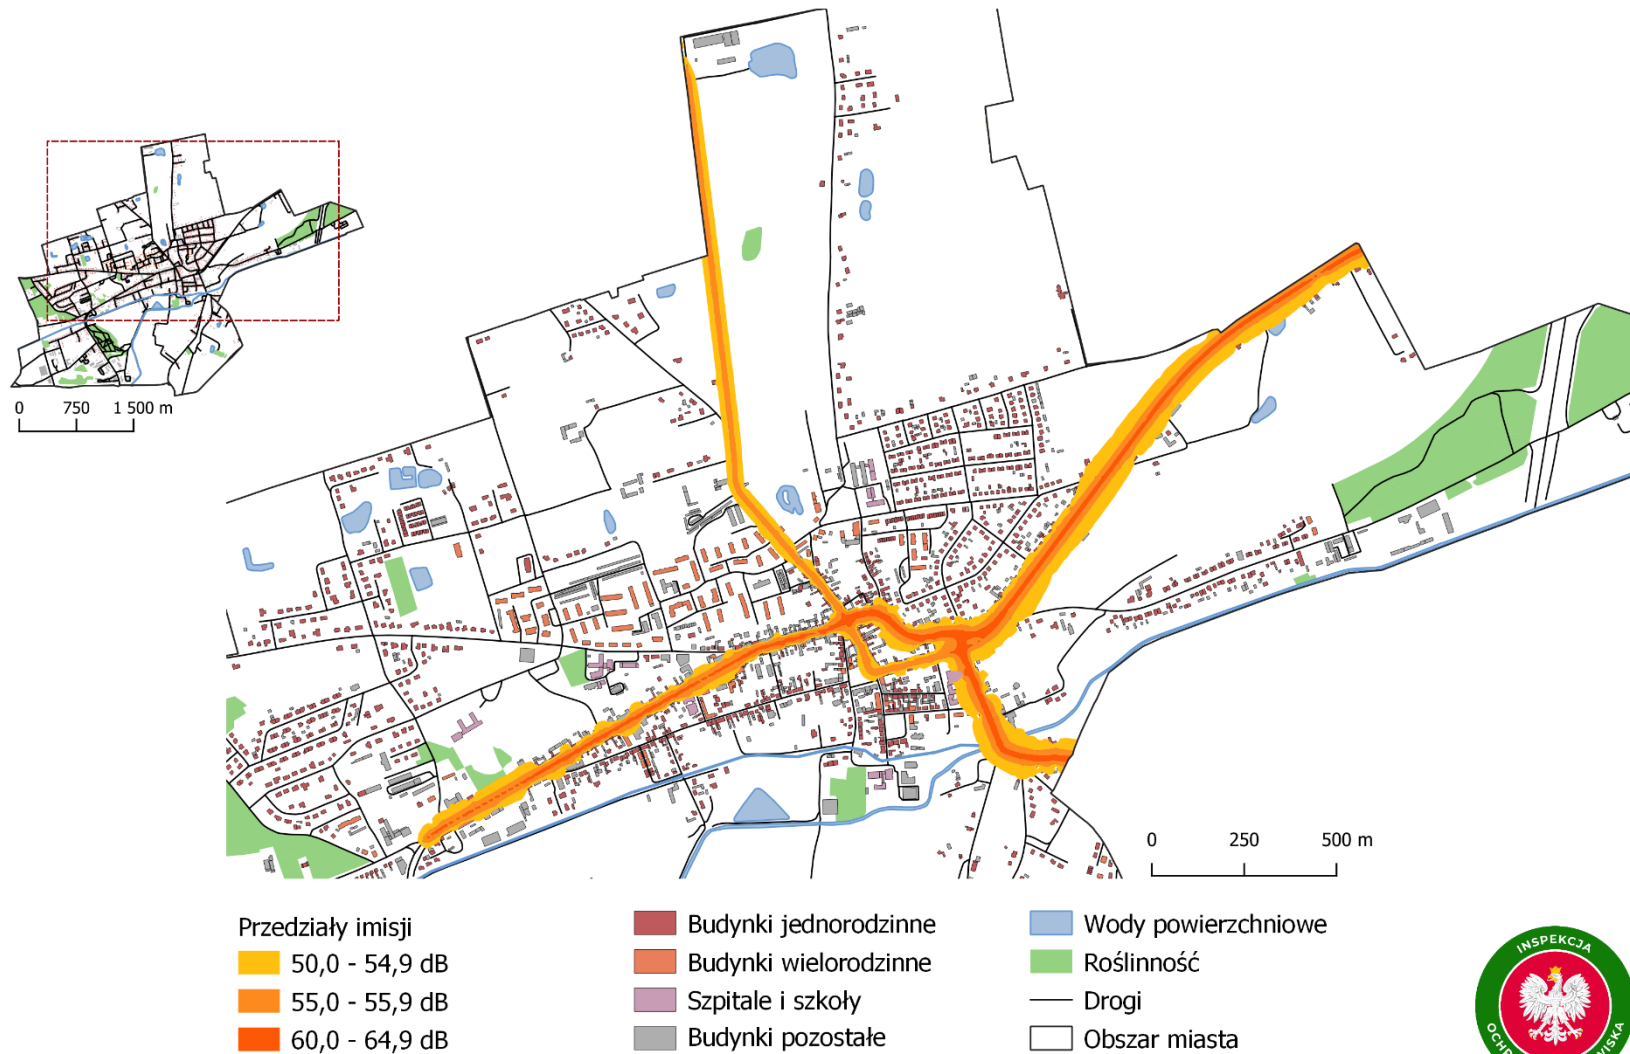 0 750 1 500 m
0 250 500 m
Przedziały imisji
50,0 - 54,9 dB
55,0 - 55,9 dB
60,0 - 64,9 dB
Budynki jednorodzinne
Budynki wielorodzinne
Szpitale i szkoły
Budynki pozostałe
Wody powierzchniowe
Roślinność
Drogi
Obszar miasta
INSPEKCJA